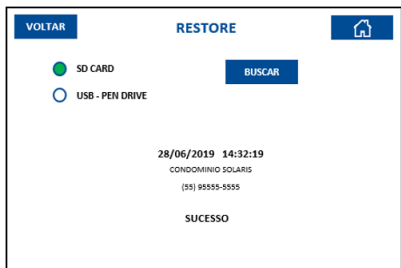 VOLTAR
RESTORE
SD CARD
BUSCAR
USB - PEN DRIVE
28/06/2019 14:32:19
CONDOMINIO SOLARIS
(55) 95555-5555
SUCESSO